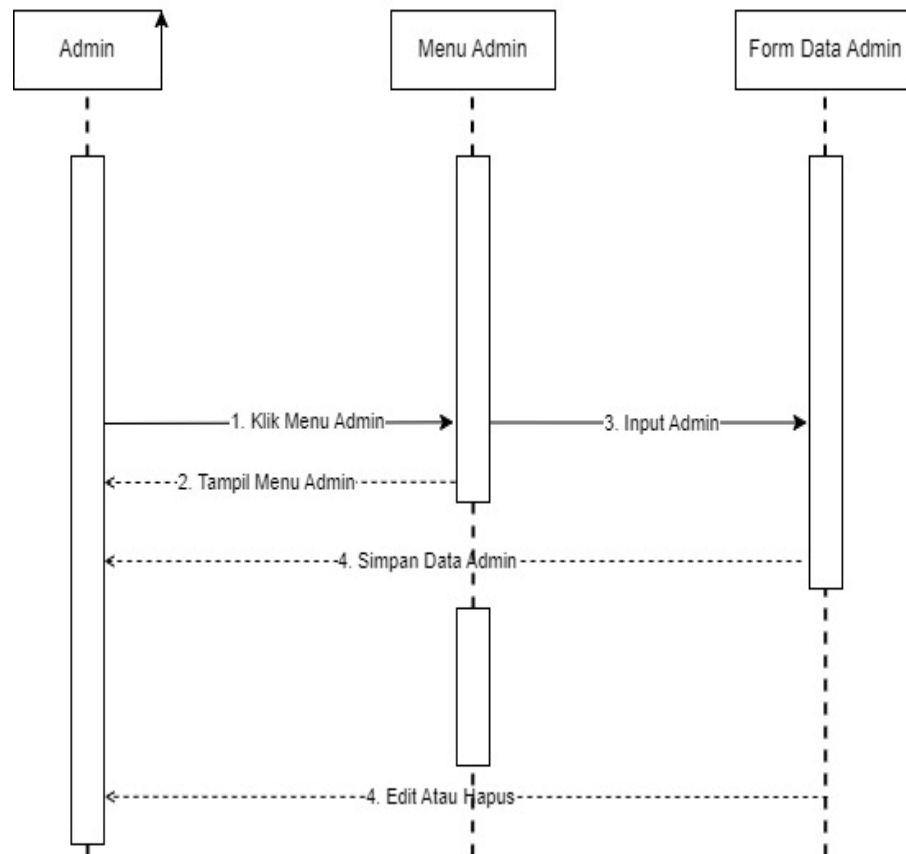 Admin
Menu Admin
Form Data Admin
1. Klik Menu Admin
3. Input Admin
2. Tampil Menu Admin
4. Simpan Data Admin
4. Edit Atau Hapus